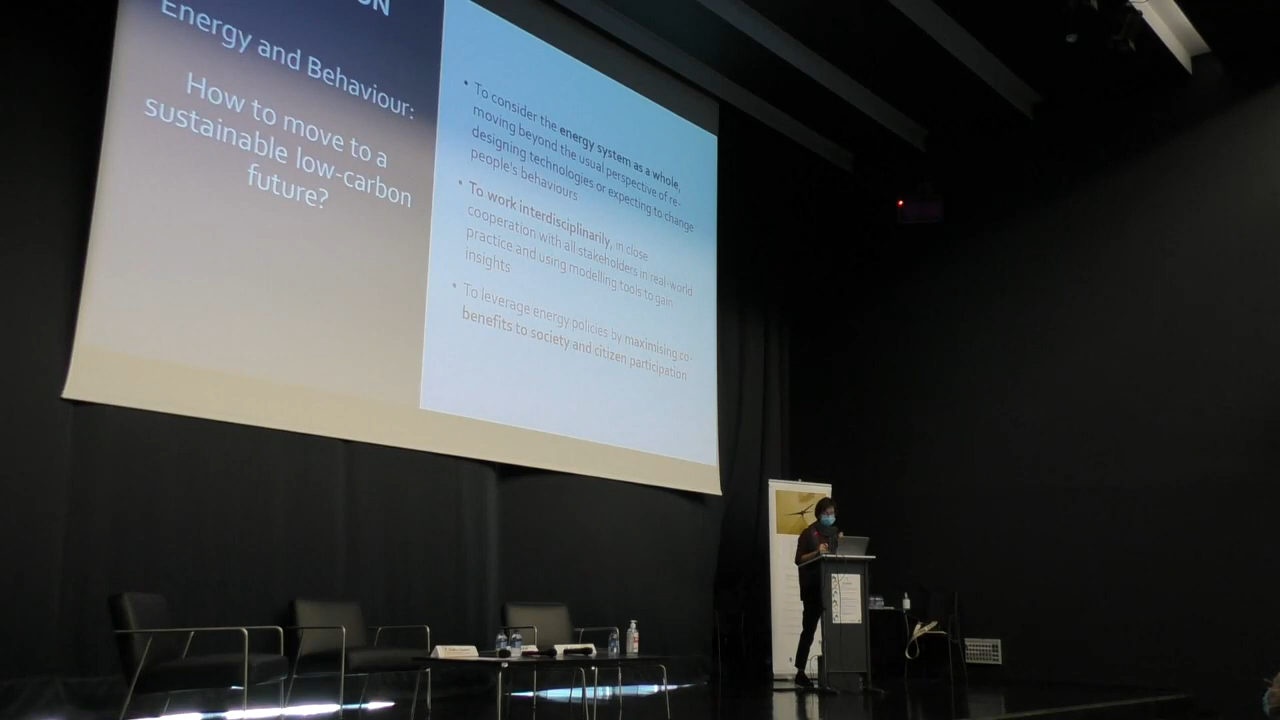 ON
Energy and Behaviour:
How to move to a
sustainable low-carbon
future?
• To consider the energy system as a whole,
moving beyond the usual perspective of re-
designing technologies or expecting to change
people's behaviours
• To work interdisciplinarily, in close
cooperation with all stakeholders in real-world
practice and using modelling tools to gain
insights
• To leverage energy policies by maximising co-
benefits to society and citizen participation